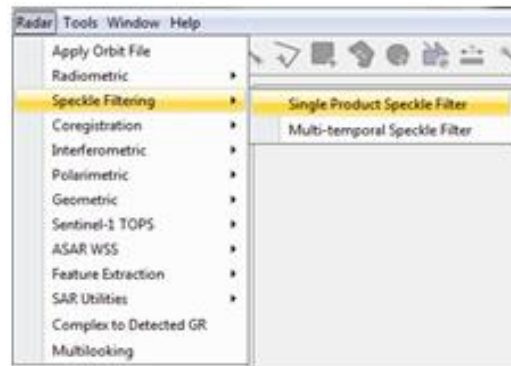 Radar Tools Window Help
Apply Orbit File
Radiometric
Speckle Filtering
Single Product Speckle Filter
Coregistration
Multi-temporal Speckle Filter
Interferometric
Polarimetric
Geometric
Sentinel-1 TOPS
ASAR WSS
Feature Extraction
SAR Utilities
Complex to Detected GR
Multilooking